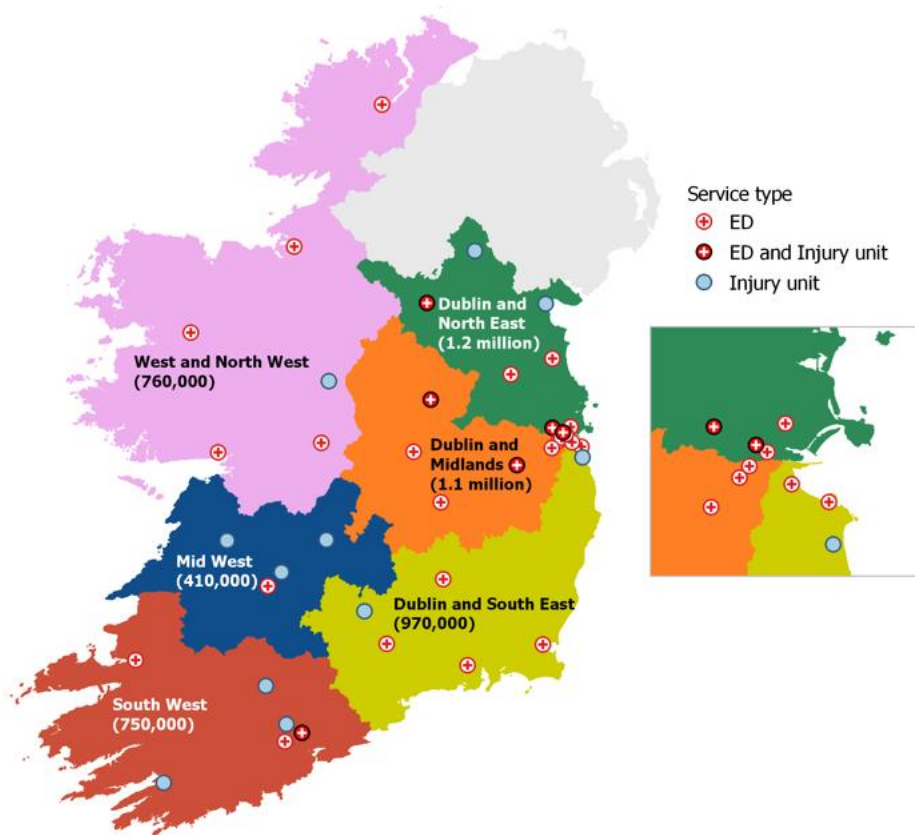 Service type
ED
ED and Injury unit
Injury unit
Dublin and
North East
(1.2 million)
West and North West
(760,000)
Dublin and
Midlands
(1.1 million)
Mid West
(410,000)
Dublin and South East
(970,000)
South West
(750,000)